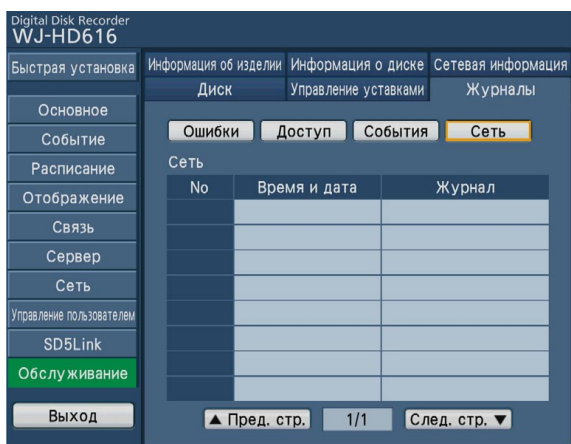 Digital Disk Recorder
WJ-HD616
Быстрая установка
Основное
Событие
Расписание
Отображение
Связь
Сервер
Сеть
Управление пользователем
SD5Link
Обслуживание
Выход
Информация об изделии Информация о диске Сетевая информация
Диск Управление уставками Журналы
Ошибки Доступ События Сеть
Сеть
No Время и дата Журнал
▲ Пред. стр. 1/1 След. стр. ▼